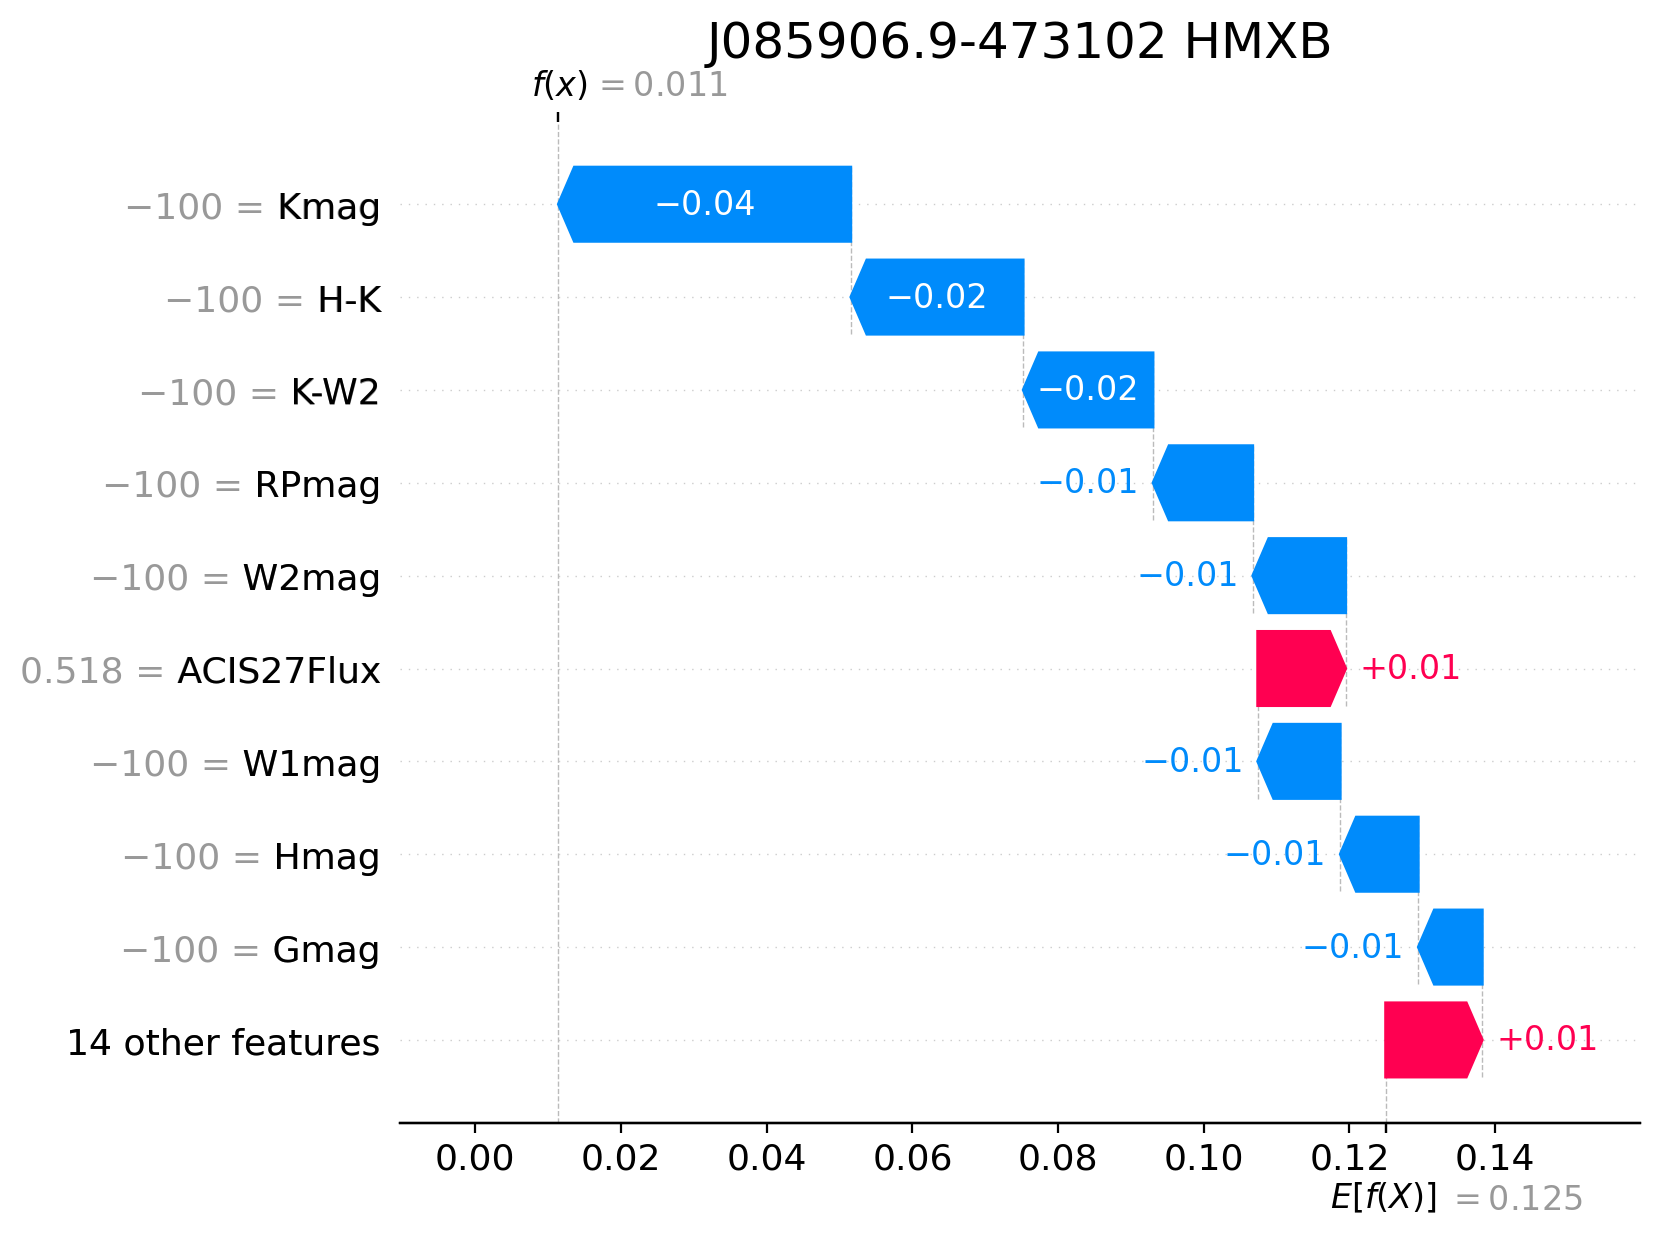 J085906.9-473102 HMXB
f(x) = 0.011
−100 = Kmag
−0.04
−100 = H-K
−0.02
−100 = K-W2
−0.02
−100 = RPmag
−0.01
−100 = W2mag
−0.01
0.518 = ACIS27Flux
+0.01
−100 = W1mag
−0.01
−100 = Hmag
−0.01
−100 = Gmag
−0.01
14 other features
+0.01
0.00 0.02 0.04 0.06 0.08 0.10 0.12 0.14
E[f(X)] = 0.125